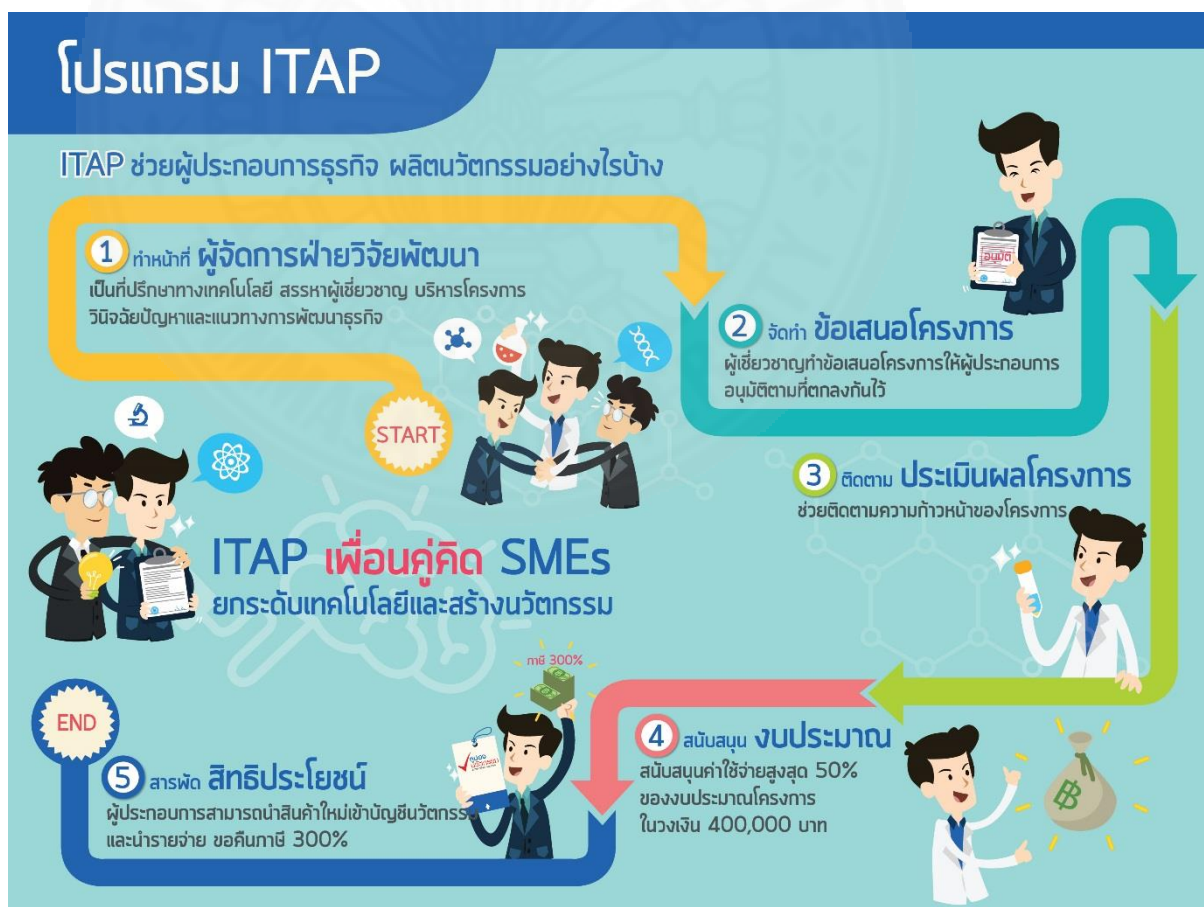 โปรแกรม ITAP
ITAP ช่วยผู้ประกอบการธุรกิจ ผลิตนวัตกรรมอย่างไรบ้าง
1 ทำหน้าที่ ผู้จัดการฝ่ายวิจัยพัฒนา
เป็นที่ปรึกษาทางเทคโนโลยี สรรหาผู้เชี่ยวชาญ บริหารโครงการ
วินิจฉัยปัญหาและแนวทางการพัฒนาธุรกิจ
START
อนุมัติ
2 จัดทำ ข้อเสนอโครงการ
ผู้เชี่ยวชาญทำข้อเสนอโครงการให้ผู้ประกอบการ
อนุมัติตามที่ตกลงกันไว้
3 ติดตาม ประเมินผลโครงการ
ช่วยติดตามความก้าวหน้าของโครงการ
ITAP เพื่อนคู่คิด SMEs
ยกระดับเทคโนโลยีและสร้างนวัตกรรม
4 สนับสนุน งบประมาณ
สนับสนุนค่าใช้จ่ายสูงสุด 50%
ของงบประมาณโครงการ
ในวงเงิน 400,000 บาท
฿
ภาษี 300%
END
5 สารพัด สิทธิประโยชน์
ผู้ประกอบการสามารถนำสินค้าใหม่เข้าบัญชีนวัตกรรม
และนำรายจ่าย ขอคืนภาษี 300%